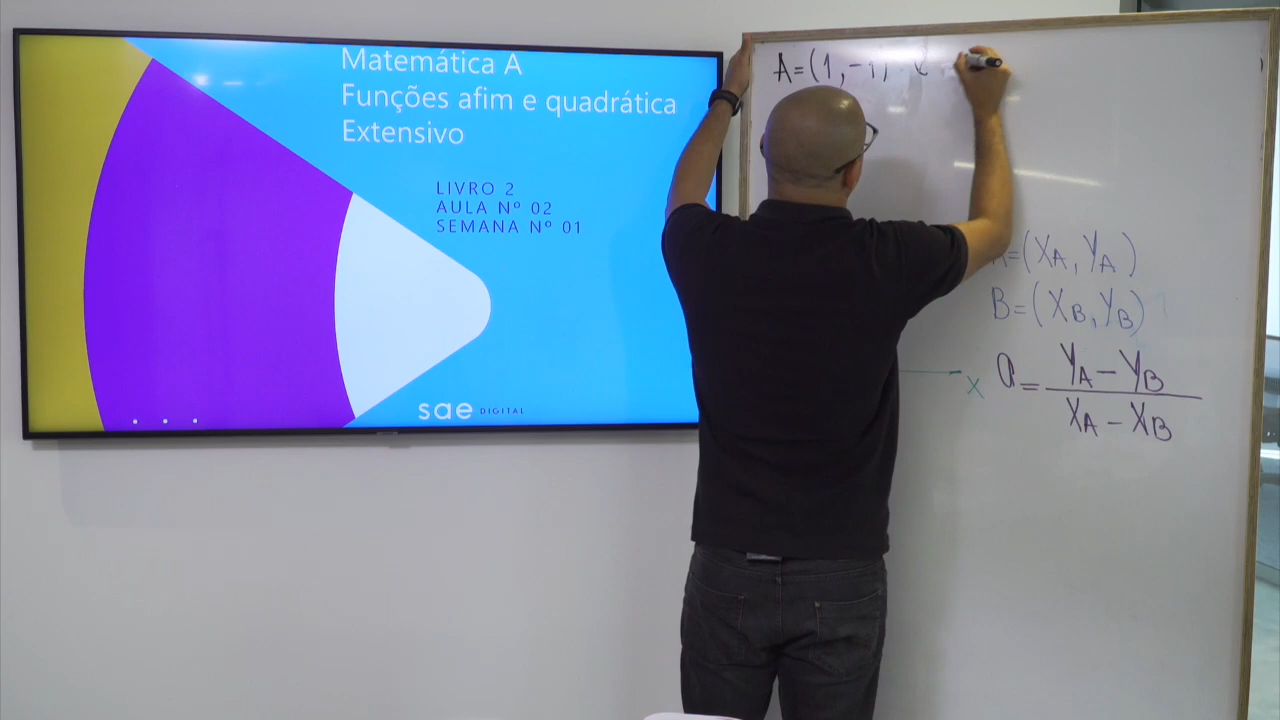 Matemática A
Funções afim e quadrática
Extensivo
LIVRO 2
AULA Nº 02
SEMANA Nº 01
sae DIGITAL
A=(1,-1)
=(XA, YA)
B=(XB, YB)
X
a= YA - YB
XA - XB